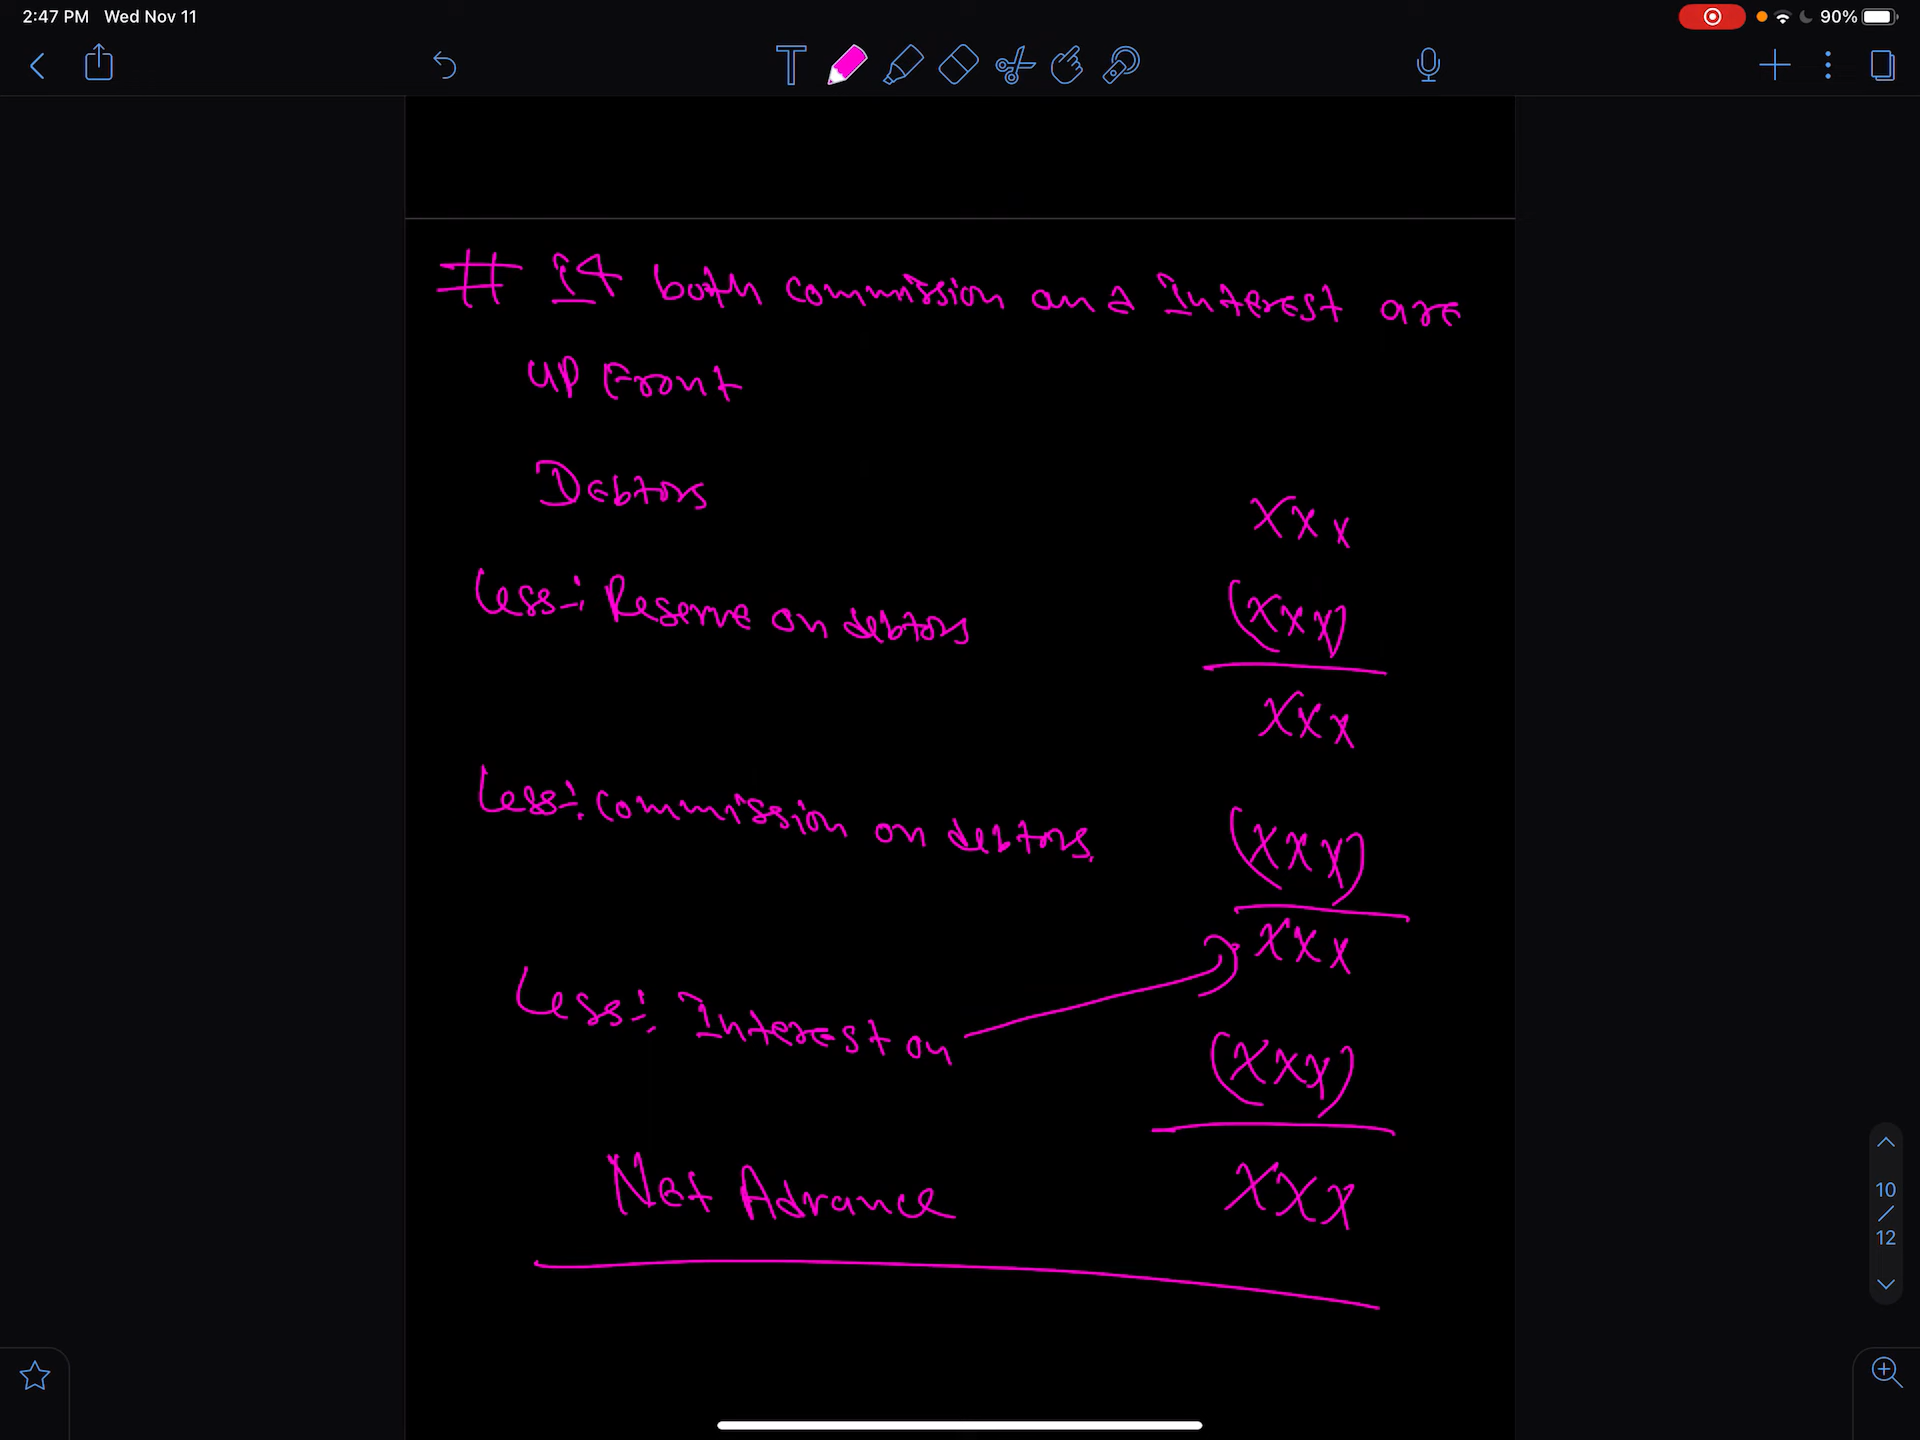 2:47 PM Wed Nov 11
90%
T
# if both commission and Interest are
UP Front
Debtors xxx
Less:- Reserve on debtors (xxx)
xxx
Less:- commission on debtors. (xxx)
xxx
Less:- Interest on
(xxx)
Net Advance xxx
10
/
12